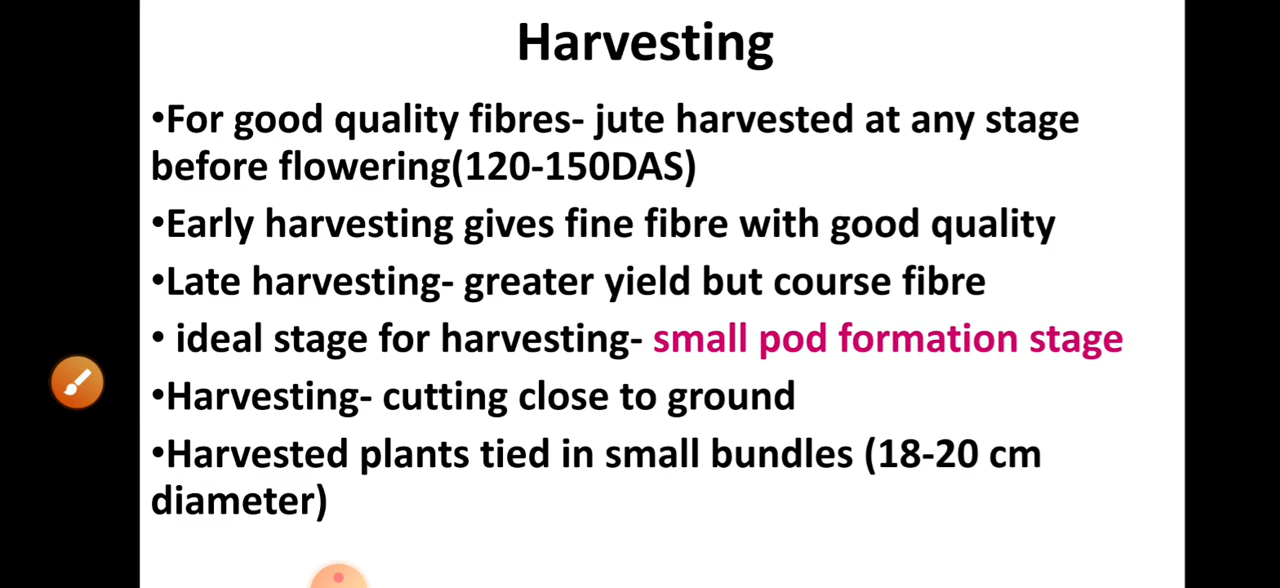 Harvesting
•For good quality fibres- jute harvested at any stage
before flowering(120-150DAS)
•Early harvesting gives fine fibre with good quality
•Late harvesting- greater yield but course fibre
• ideal stage for harvesting- small pod formation stage
•Harvesting- cutting close to ground
•Harvested plants tied in small bundles (18-20 cm
diameter)